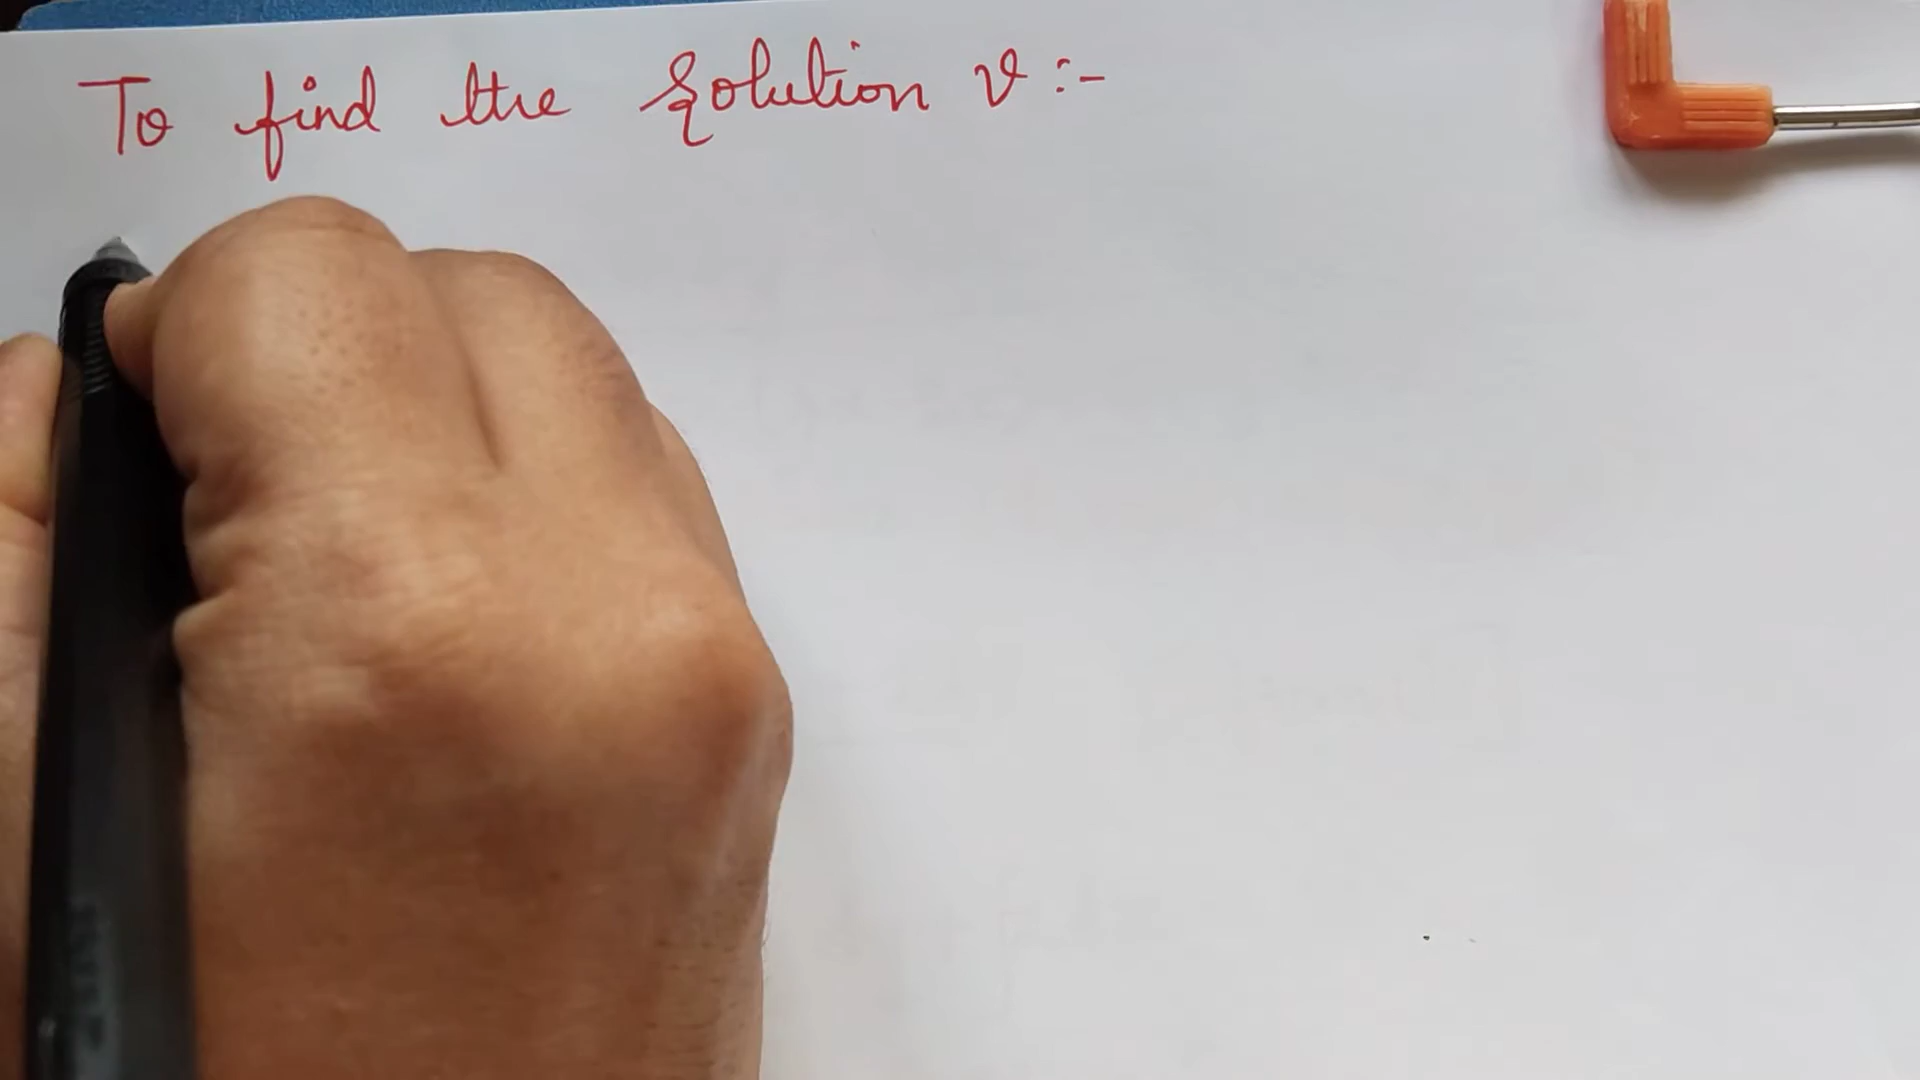 To find the solution v :-